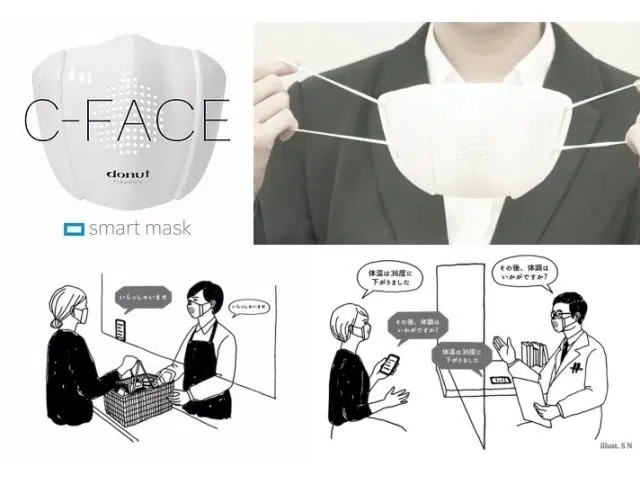 C-FACE
donut
robotics
smart mask
いらっしゃいませ
いらっしゃいませ
体温は36度に
下がりました
その後、体調は
いかがですか?
その後、体調は
いかがですか?
体温は36度に
下がりました
illust. S N